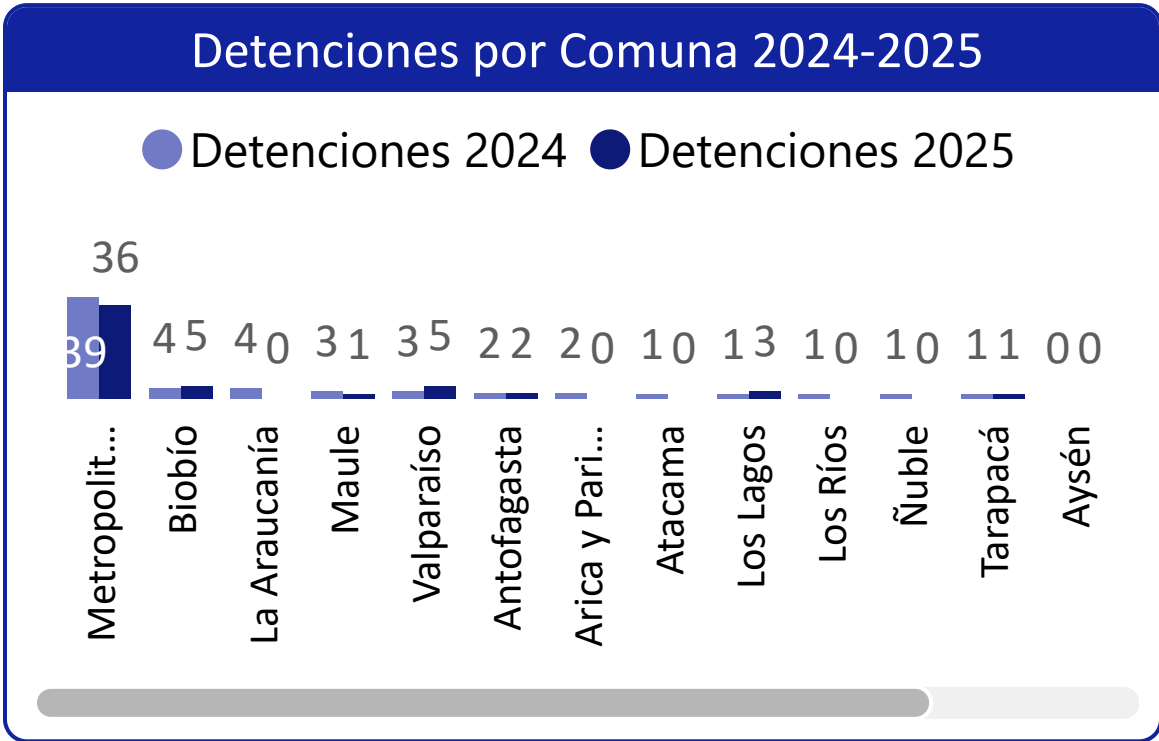 Detenciones por Comuna 2024-2025
Detenciones 2024 Detenciones 2025
39 36
4 5
4 0
3 1
3 5
2 2
2 0
1 0
1 3
1 0
1 0
1 1
0 0
Metropolit...
Biobío
La Araucanía
Maule
Valparaíso
Antofagasta
Arica y Pari...
Atacama
Los Lagos
Los Ríos
Ñuble
Tarapacá
Aysén